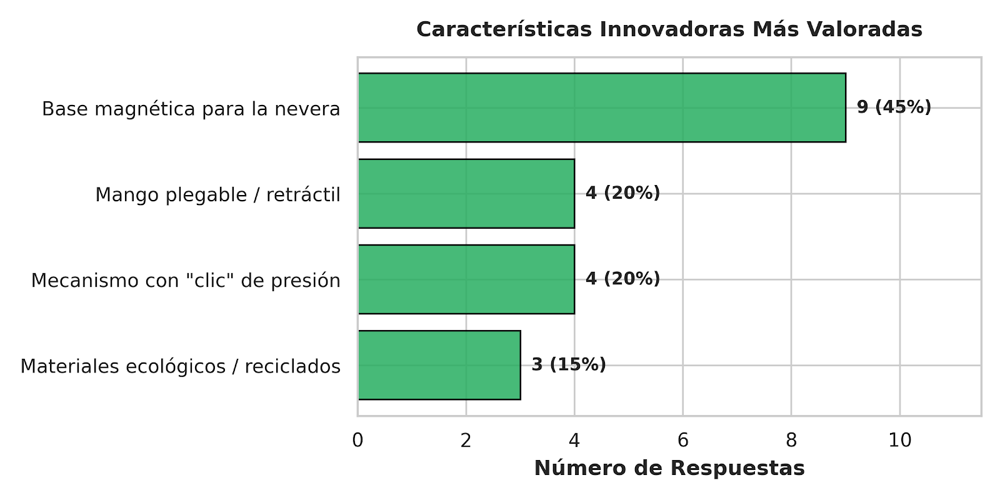 Características Innovadoras Más Valoradas
Base magnética para la nevera
9 (45%)
Mango plegable / retráctil
4 (20%)
Mecanismo con "clic" de presión
4 (20%)
Materiales ecológicos / reciclados
3 (15%)
0 2 4 6 8 10
Número de Respuestas